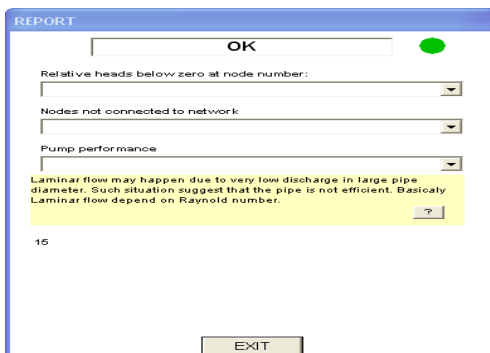 REPORT
OK
Relative heads below zero at node number:
Nodes not connected to network
Pump performance
Laminar flow may happen due to very low discharge in large pipe
diameter. Such situation suggest that the pipe is not efficient. Basicaly
Laminar flow depend on Raynold number.
?
15
EXIT